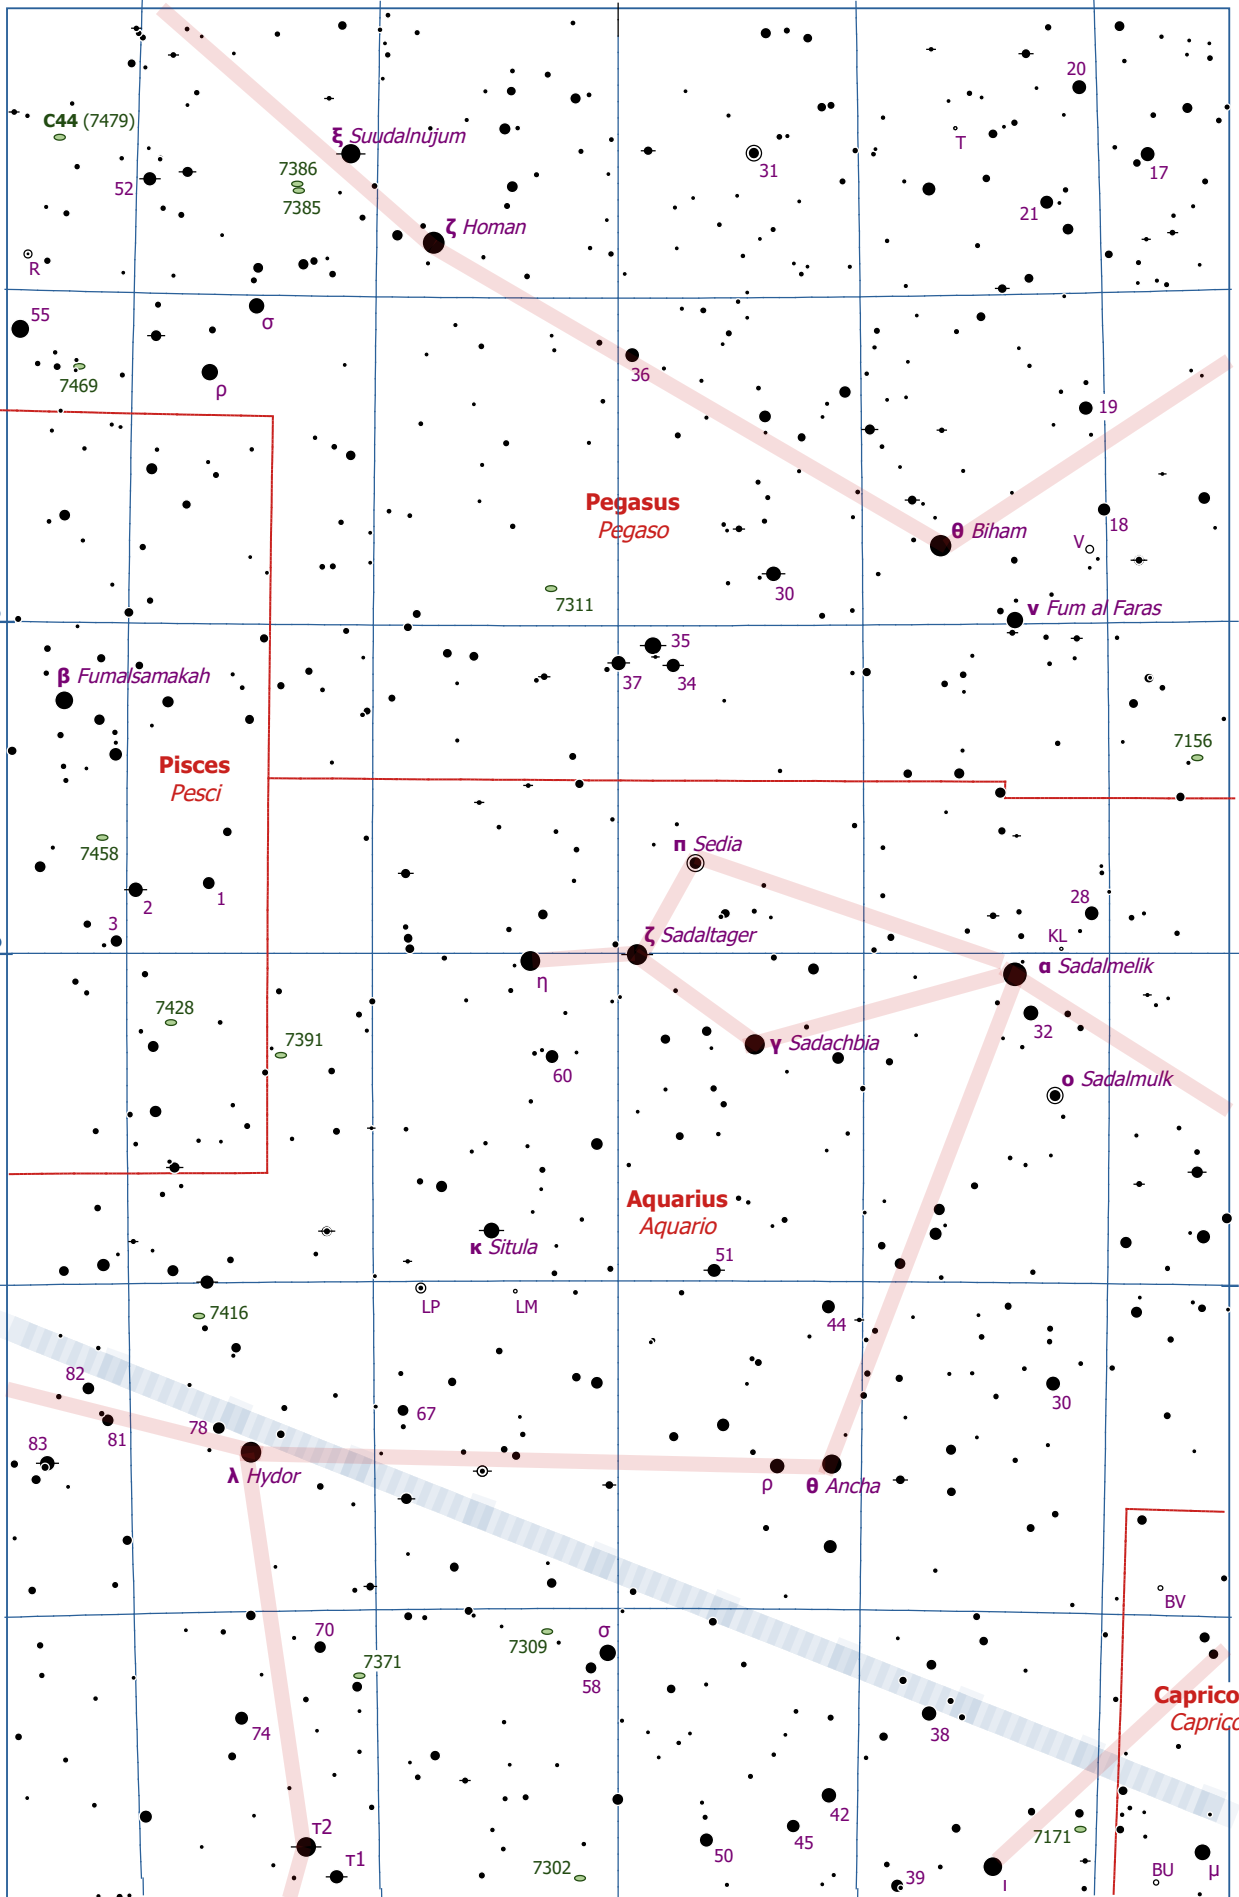 20
C44 (7479)
ξ Suudalnujum
T
7386
31
17
52
7385
21
ζ Homan
R
55
σ
36
7469
ρ
19
Pegasus
Pegaso
18
θ Biham
V
30
7311
ν Fum al Faras
35
β Fumalsamakah
37
34
7156
Pisces
Pesci
π Sedia
7458
28
2
1
3
ζ Sadaltager
KL
α Sadalmelik
η
7428
32
7391
γ Sadachbia
60
ο Sadalmulk
Aquarius
Aquario
κ Situla
51
LP
LM
7416
44
82
30
67
78
81
83
λ Hydor
ρ
θ Ancha
BV
70
σ
7309
7371
58
Caprico
Caprico
74
38
42
τ2
45
7171
50
τ1
7302
39
ι
BU
μ